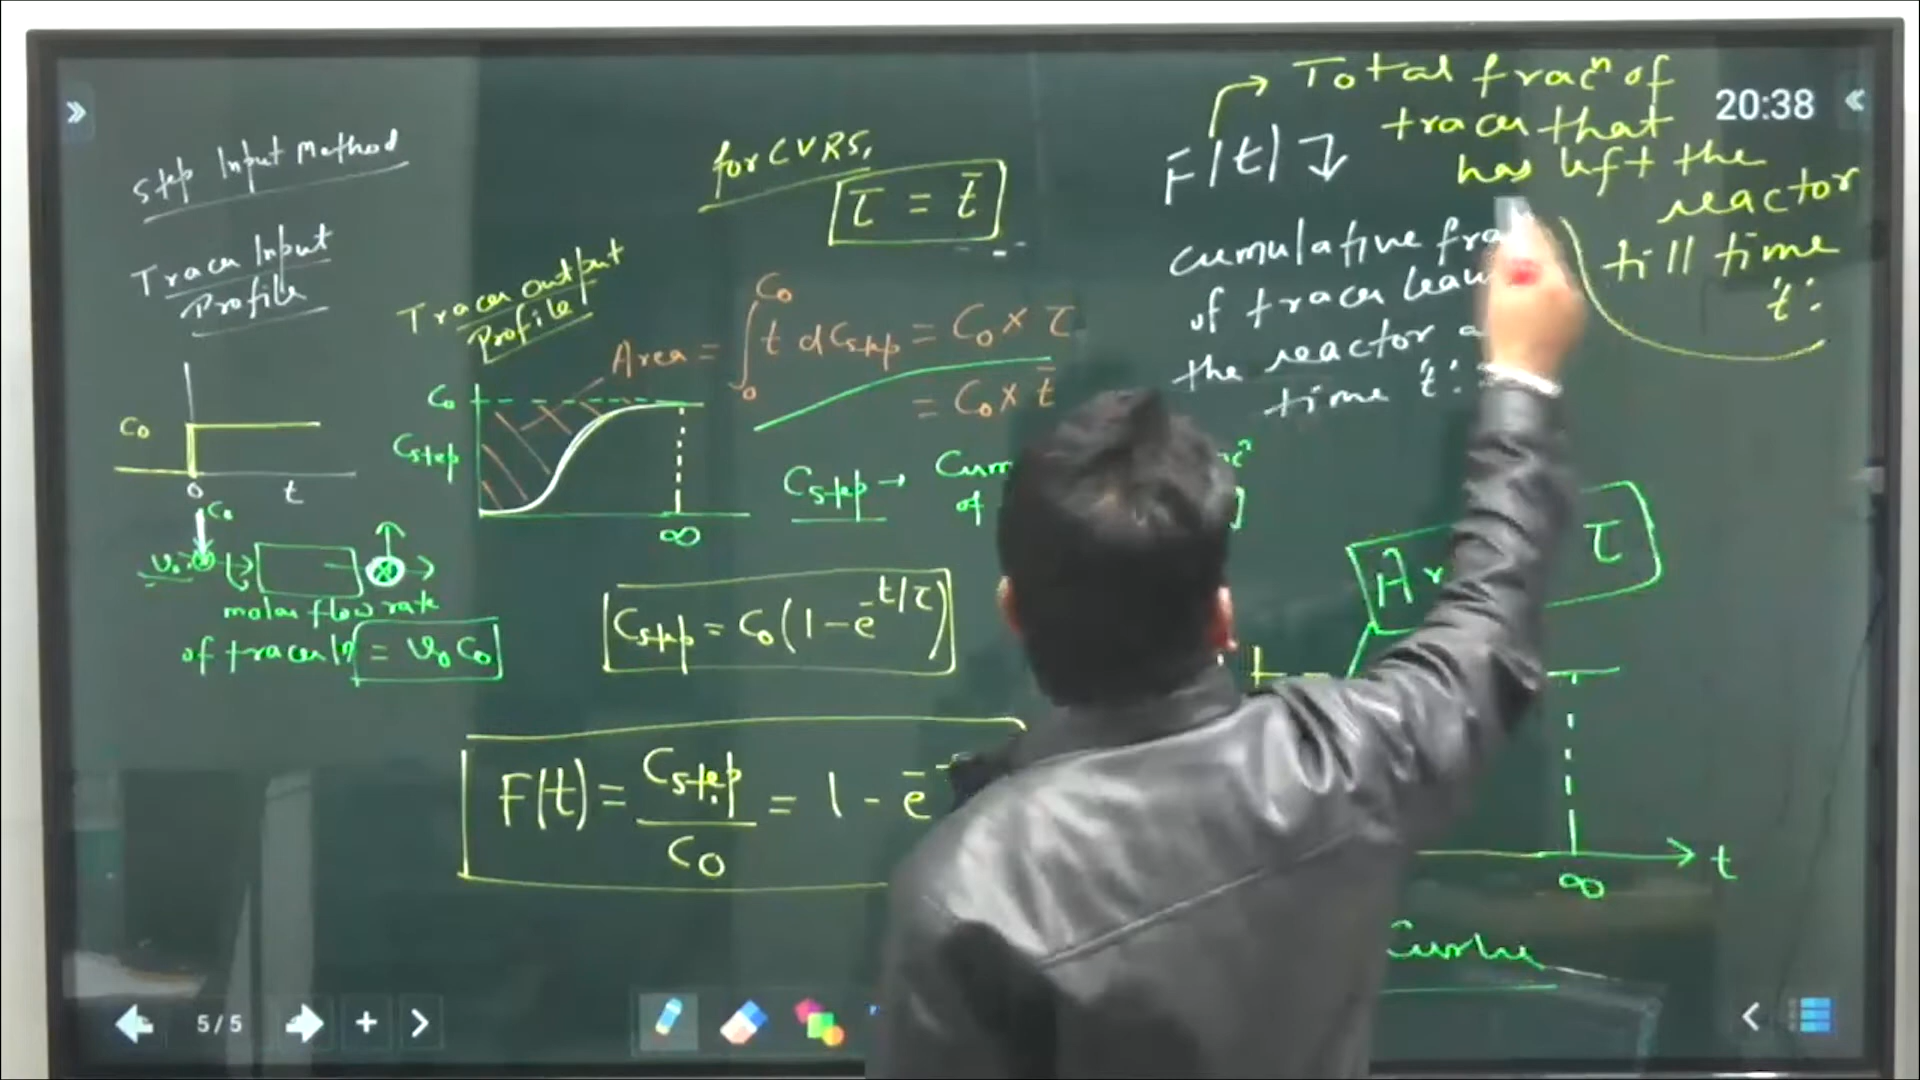 Step Input Method
Tracer Input
Profile
C₀
0
t
C₀
v₀
molar flow rate
of tracer = v₀ C₀
for CVRS,
τ = t̄
Tracer Output
Profile
Area = ∫₀^C₀ t dCstep = C₀ × τ
= C₀ × t̄
C₀
Cstep
∞
Cstep →
of
Cstep = C₀ (1 - e^-t/τ)
F(t) = Cstep / C₀ = 1 - e^-
F(t)
Total fracⁿ of
tracer that
has left the
reactor
till time
't'.
Cumulative
of tracer
the reactor
time 't'.
τ
t
∞
Curve
20:38
5/5